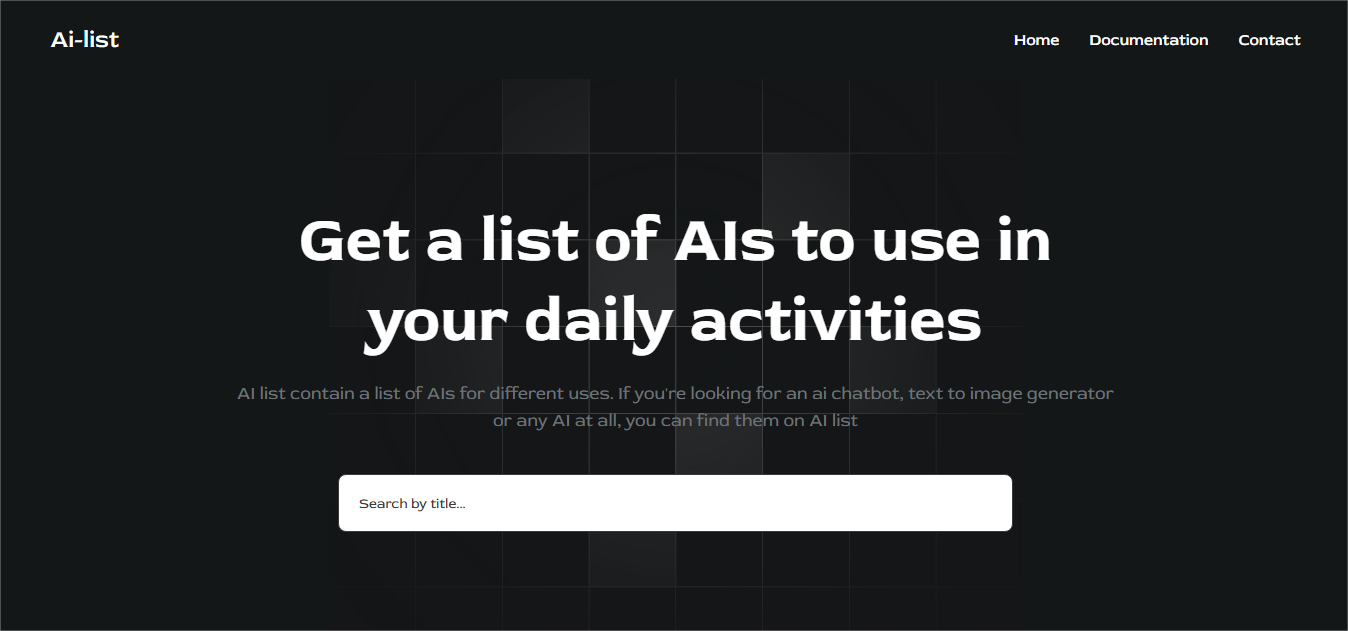 Ai-list
Home
Documentation
Contact
Get a list of AIs to use in
your daily activities
AI list contain a list of AIs for different uses. If you're looking for an ai chatbot, text to image generator
or any AI at all, you can find them on AI list
Search by title...